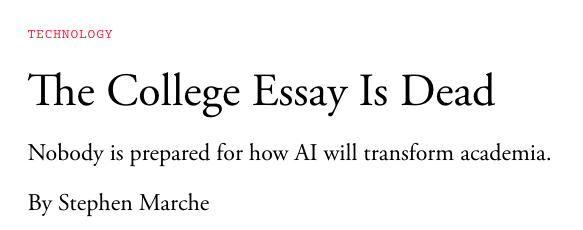 TECHNOLOGY
The College Essay Is Dead
Nobody is prepared for how AI will transform academia.
By Stephen Marche